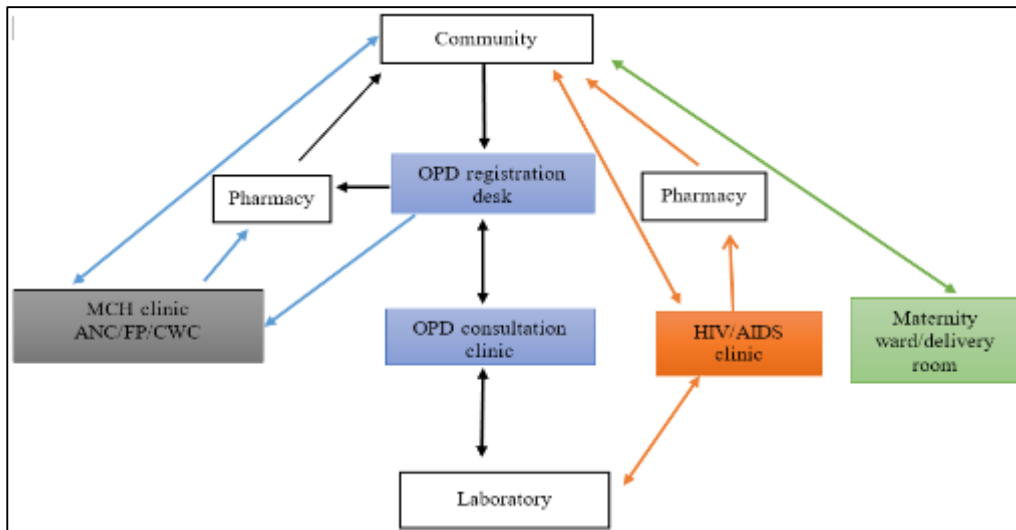 Community
OPD registration
desk
Pharmacy
Pharmacy
MCH clinic
ANC/FP/CWC
OPD consultation
clinic
HIV/AIDS
clinic
Maternity
ward/delivery
room
Laboratory